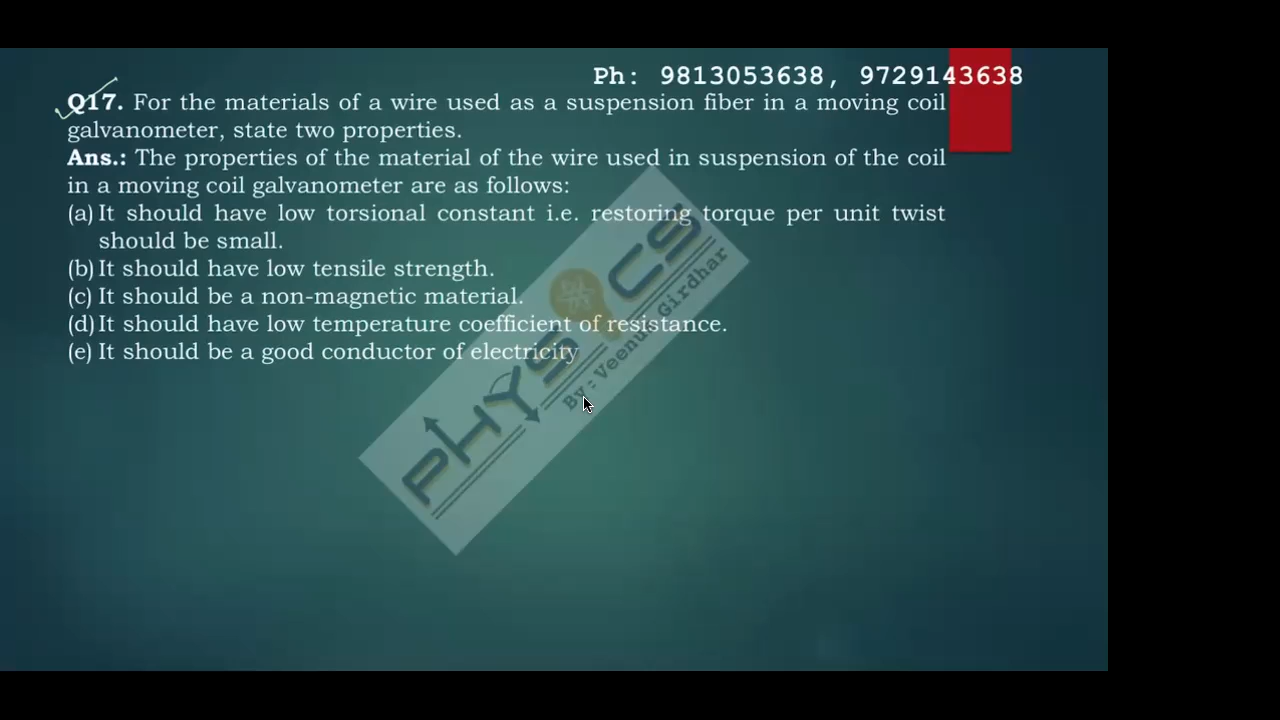 Ph: 9813053638, 9729143638
Q17. For the materials of a wire used as a suspension fiber in a moving coil
galvanometer, state two properties.
Ans.: The properties of the material of the wire used in suspension of the coil
in a moving coil galvanometer are as follows:
(a) It should have low torsional constant i.e. restoring torque per unit twist
should be small.
(b) It should have low tensile strength.
(c) It should be a non-magnetic material.
(d) It should have low temperature coefficient of resistance.
(e) It should be a good conductor of electricity
PHYSICS
By: Veenus Girdhar